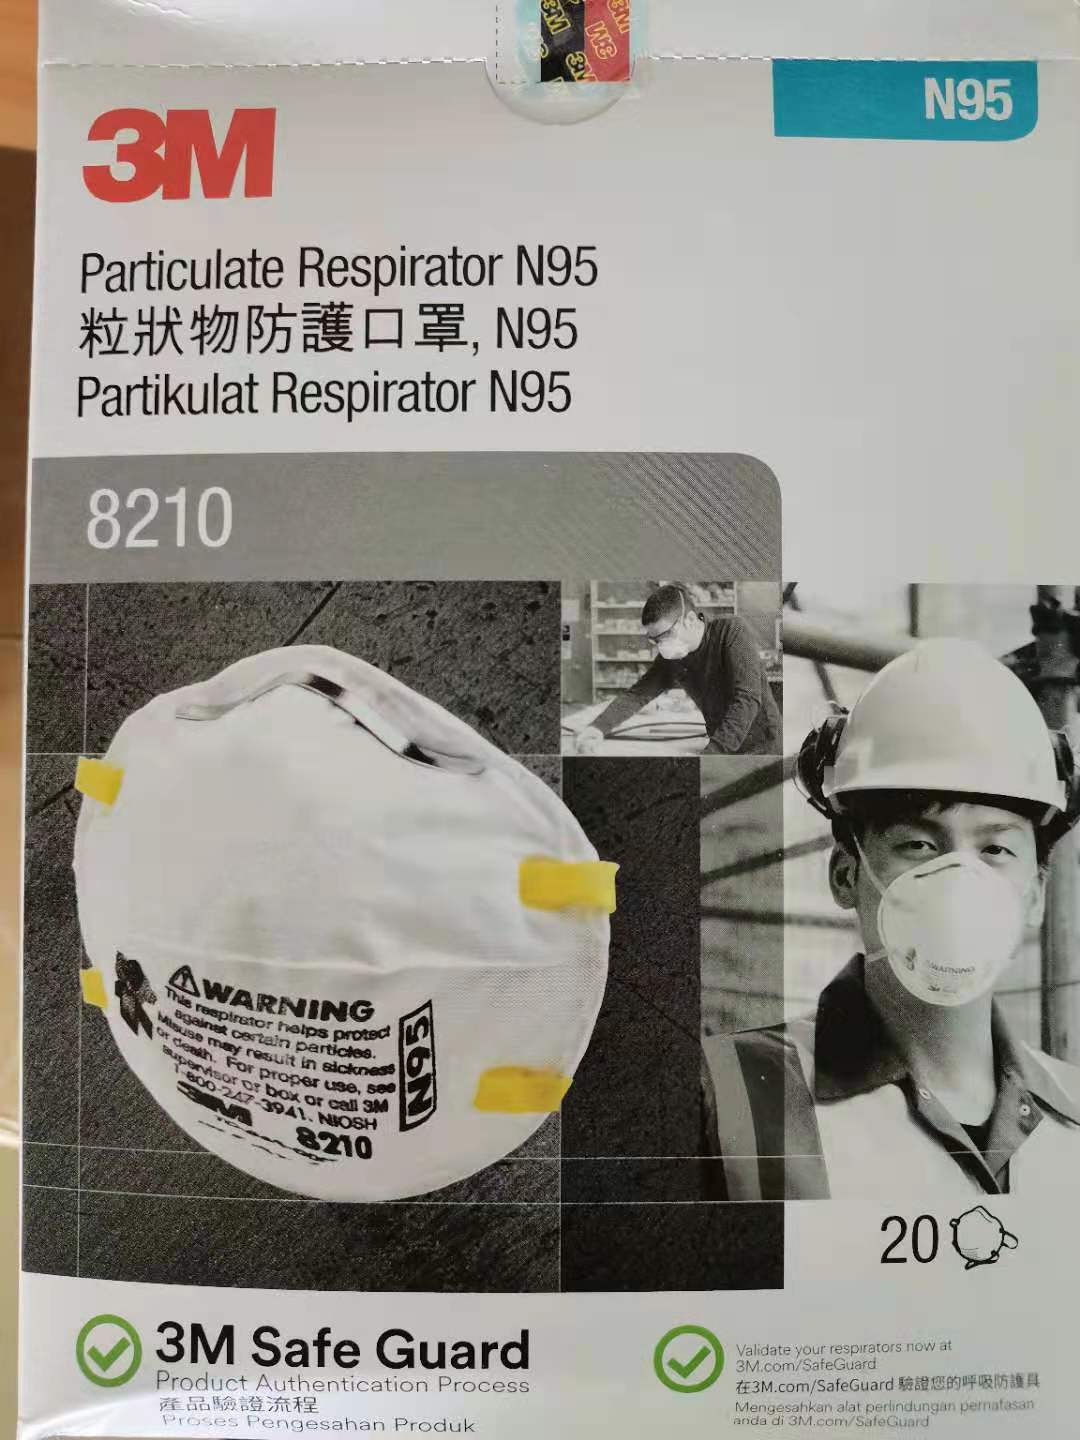 3M
N95
3M
Particulate Respirator N95
粒狀物防護口罩, N95
Partikulat Respirator N95
8210
WARNING
This respirator helps protect
against certain particles.
Misuse may result in sickness
or death. For proper use, see
supervisor or box or call 3M
1-800-247-3941. NIOSH
3M
8210
N95
WARNING
20
3M Safe Guard
Product Authentication Process
產品驗證流程
Proses Pengesahan Produk
Validate your respirators now at
3M.com/SafeGuard
在3M.com/SafeGuard 驗證您的呼吸防護具
Mengesahkan alat perlindungan pernafasan
anda di 3M.com/SafeGuard